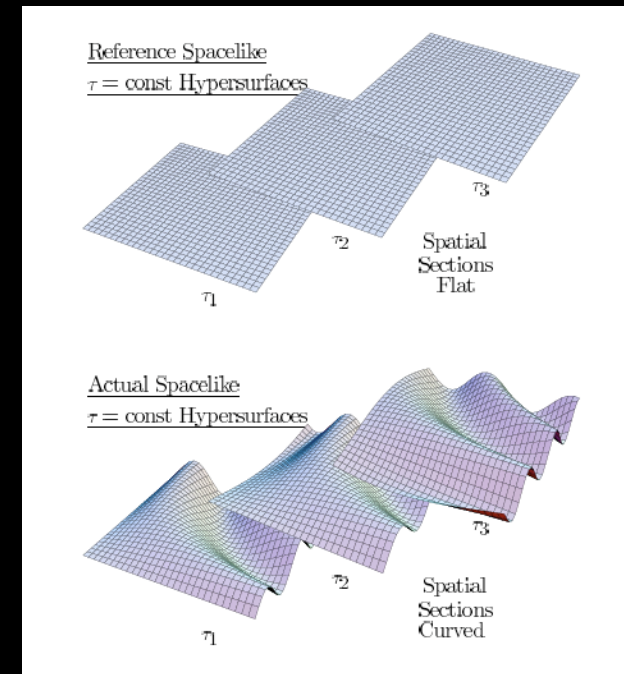 Reference Spacelike
τ = const Hypersurfaces
τ3
τ2
Spatial
Sections
Flat
τ1
Actual Spacelike
τ = const Hypersurfaces
τ3
τ2
Spatial
Sections
Curved
τ1